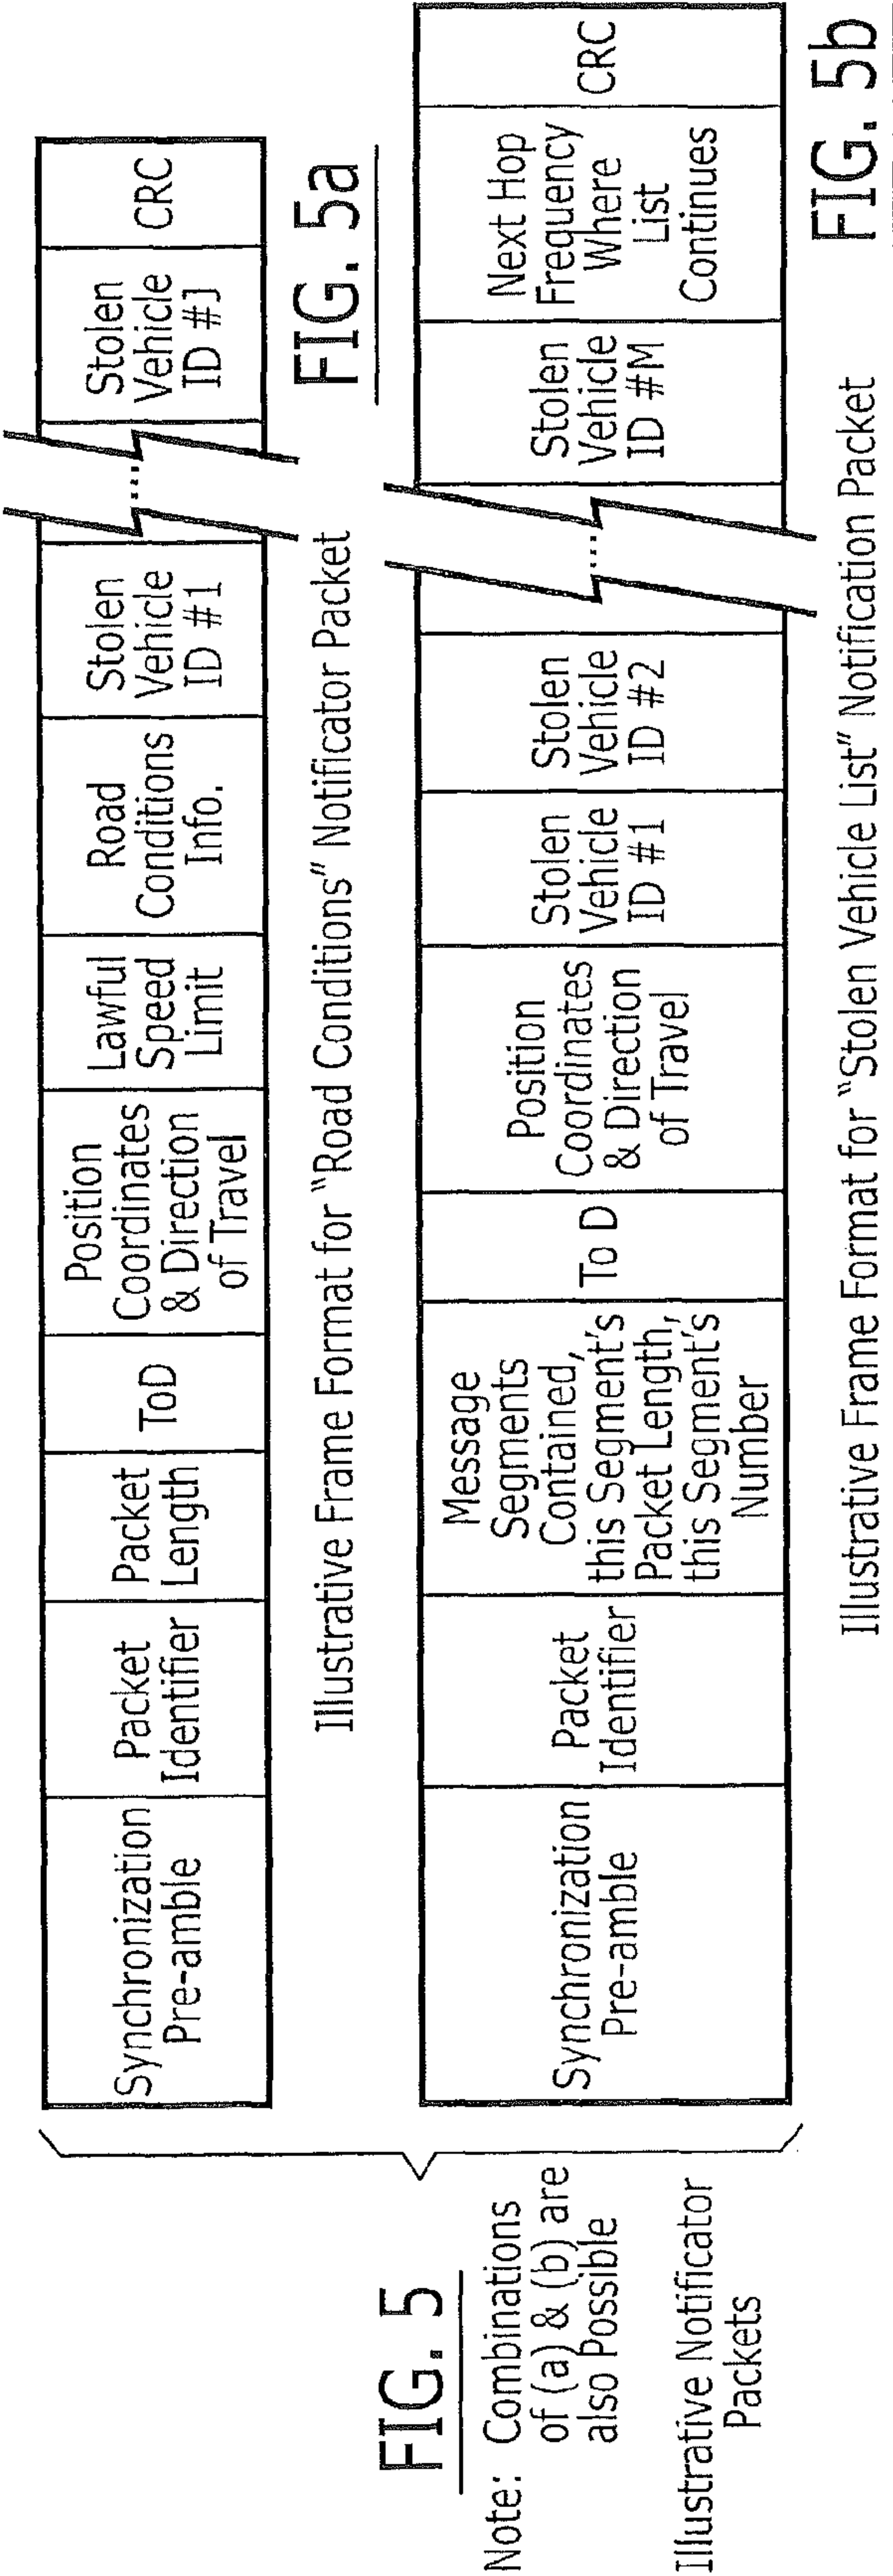 FIG. 5
Note: Combinations
of (a) & (b) are
also Possible
Illustrative Notificator
Packets
Synchronization
Pre-amble
Packet
Identifier
Packet
Length
ToD
Position
Coordinates
& Direction
of Travel
Lawful
Speed
Limit
Road
Conditions
Info.
Stolen
Vehicle
ID #1
....
Stolen
Vehicle
ID #J
CRC
Illustrative Frame Format for "Road Conditions" Notificator Packet
FIG. 5a
Synchronization
Pre-amble
Packet
Identifier
Message
Segments
Contained,
this Segment's
Packet Length,
this Segment's
Number
To D
Position
Coordinates
& Direction
of Travel
Stolen
Vehicle
ID #1
Stolen
Vehicle
ID #2
....
Stolen
Vehicle
ID #M
Next Hop
Frequency
Where
List
Continues
CRC
Illustrative Frame Format for "Stolen Vehicle List" Notification Packet
FIG. 5b